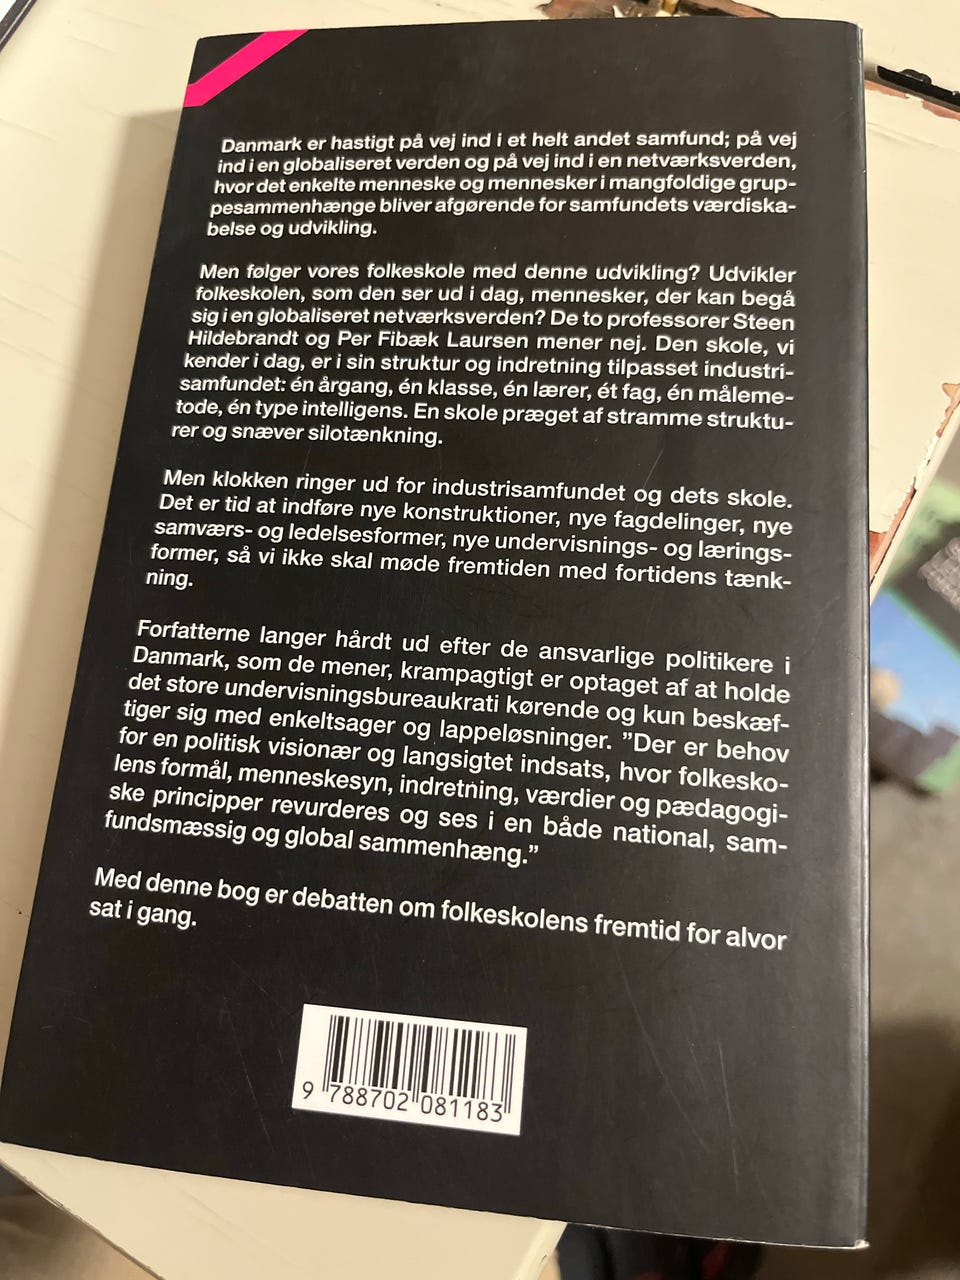 Danmark er hastigt på vej ind i et helt andet samfund; på vej
ind i en globaliseret verden og på vej ind i en netværksverden,
hvor det enkelte menneske og mennesker i mangfoldige grup-
pesammenhænge bliver afgørende for samfundets værdiska-
belse og udvikling.
Men følger vores folkeskole med denne udvikling? Udvikler
folkeskolen, som den ser ud i dag, mennesker, der kan begå
sig i en globaliseret netværksverden? De to professorer Steen
Hildebrandt og Per Fibæk Laursen mener nej. Den skole, vi
kender i dag, er i sin struktur og indretning tilpasset industri-
samfundet: én årgang, én klasse, én lærer, ét fag, én måleme-
tode, én type intelligens. En skole præget af stramme struktu-
rer og snæver silotænkning.
Men klokken ringer ud for industrisamfundet og dets skole.
Det er tid at indføre nye konstruktioner, nye fagdelinger, nye
samværs- og ledelsesformer, nye undervisnings- og lærings-
former, så vi ikke skal møde fremtiden med fortidens tænk-
ning.
Forfatterne langer hårdt ud efter de ansvarlige politikere i
Danmark, som de mener, krampagtigt er optaget af at holde
det store undervisningsbureaukrati kørende og kun beskæf-
tiger sig med enkeltsager og lappeløsninger. ”Der er behov
for en politisk visionær og langsigtet indsats, hvor folkesko-
lens formål, menneskesyn, indretning, værdier og pædagogi-
ske principper revurderes og ses i en både national, sam-
fundsmæssig og global sammenhæng.”
Med denne bog er debatten om folkeskolens fremtid for alvor
sat i gang.
9 788702 081183